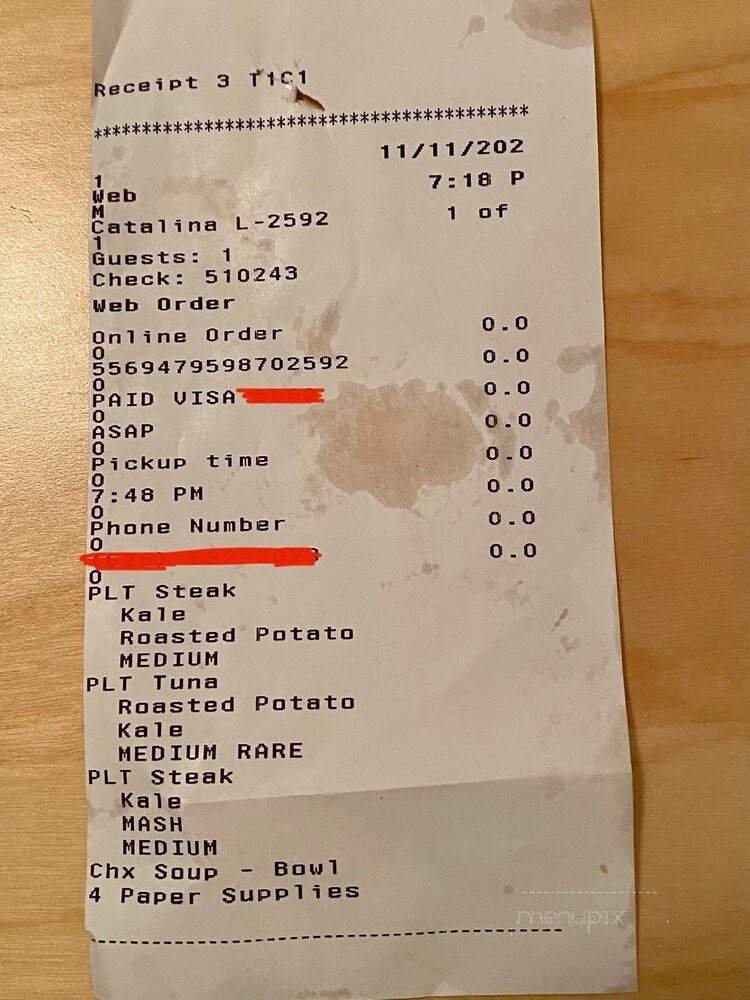 Receipt 3 T1C1
*******************************************
11/11/202
1
Web 7:18 P
M
Catalina L-2592 1 of
1
Guests: 1
Check: 510243
Web Order
Online Order 0.0
0
5569479598702592 0.0
0
PAID VISA 0.0
0
ASAP 0.0
0
Pickup time 0.0
0
7:48 PM 0.0
0
Phone Number 0.0
0
0.0
0
PLT Steak
Kale
Roasted Potato
MEDIUM
PLT Tuna
Roasted Potato
Kale
MEDIUM RARE
PLT Steak
Kale
MASH
MEDIUM
Chx Soup - Bowl
4 Paper Supplies
menupix